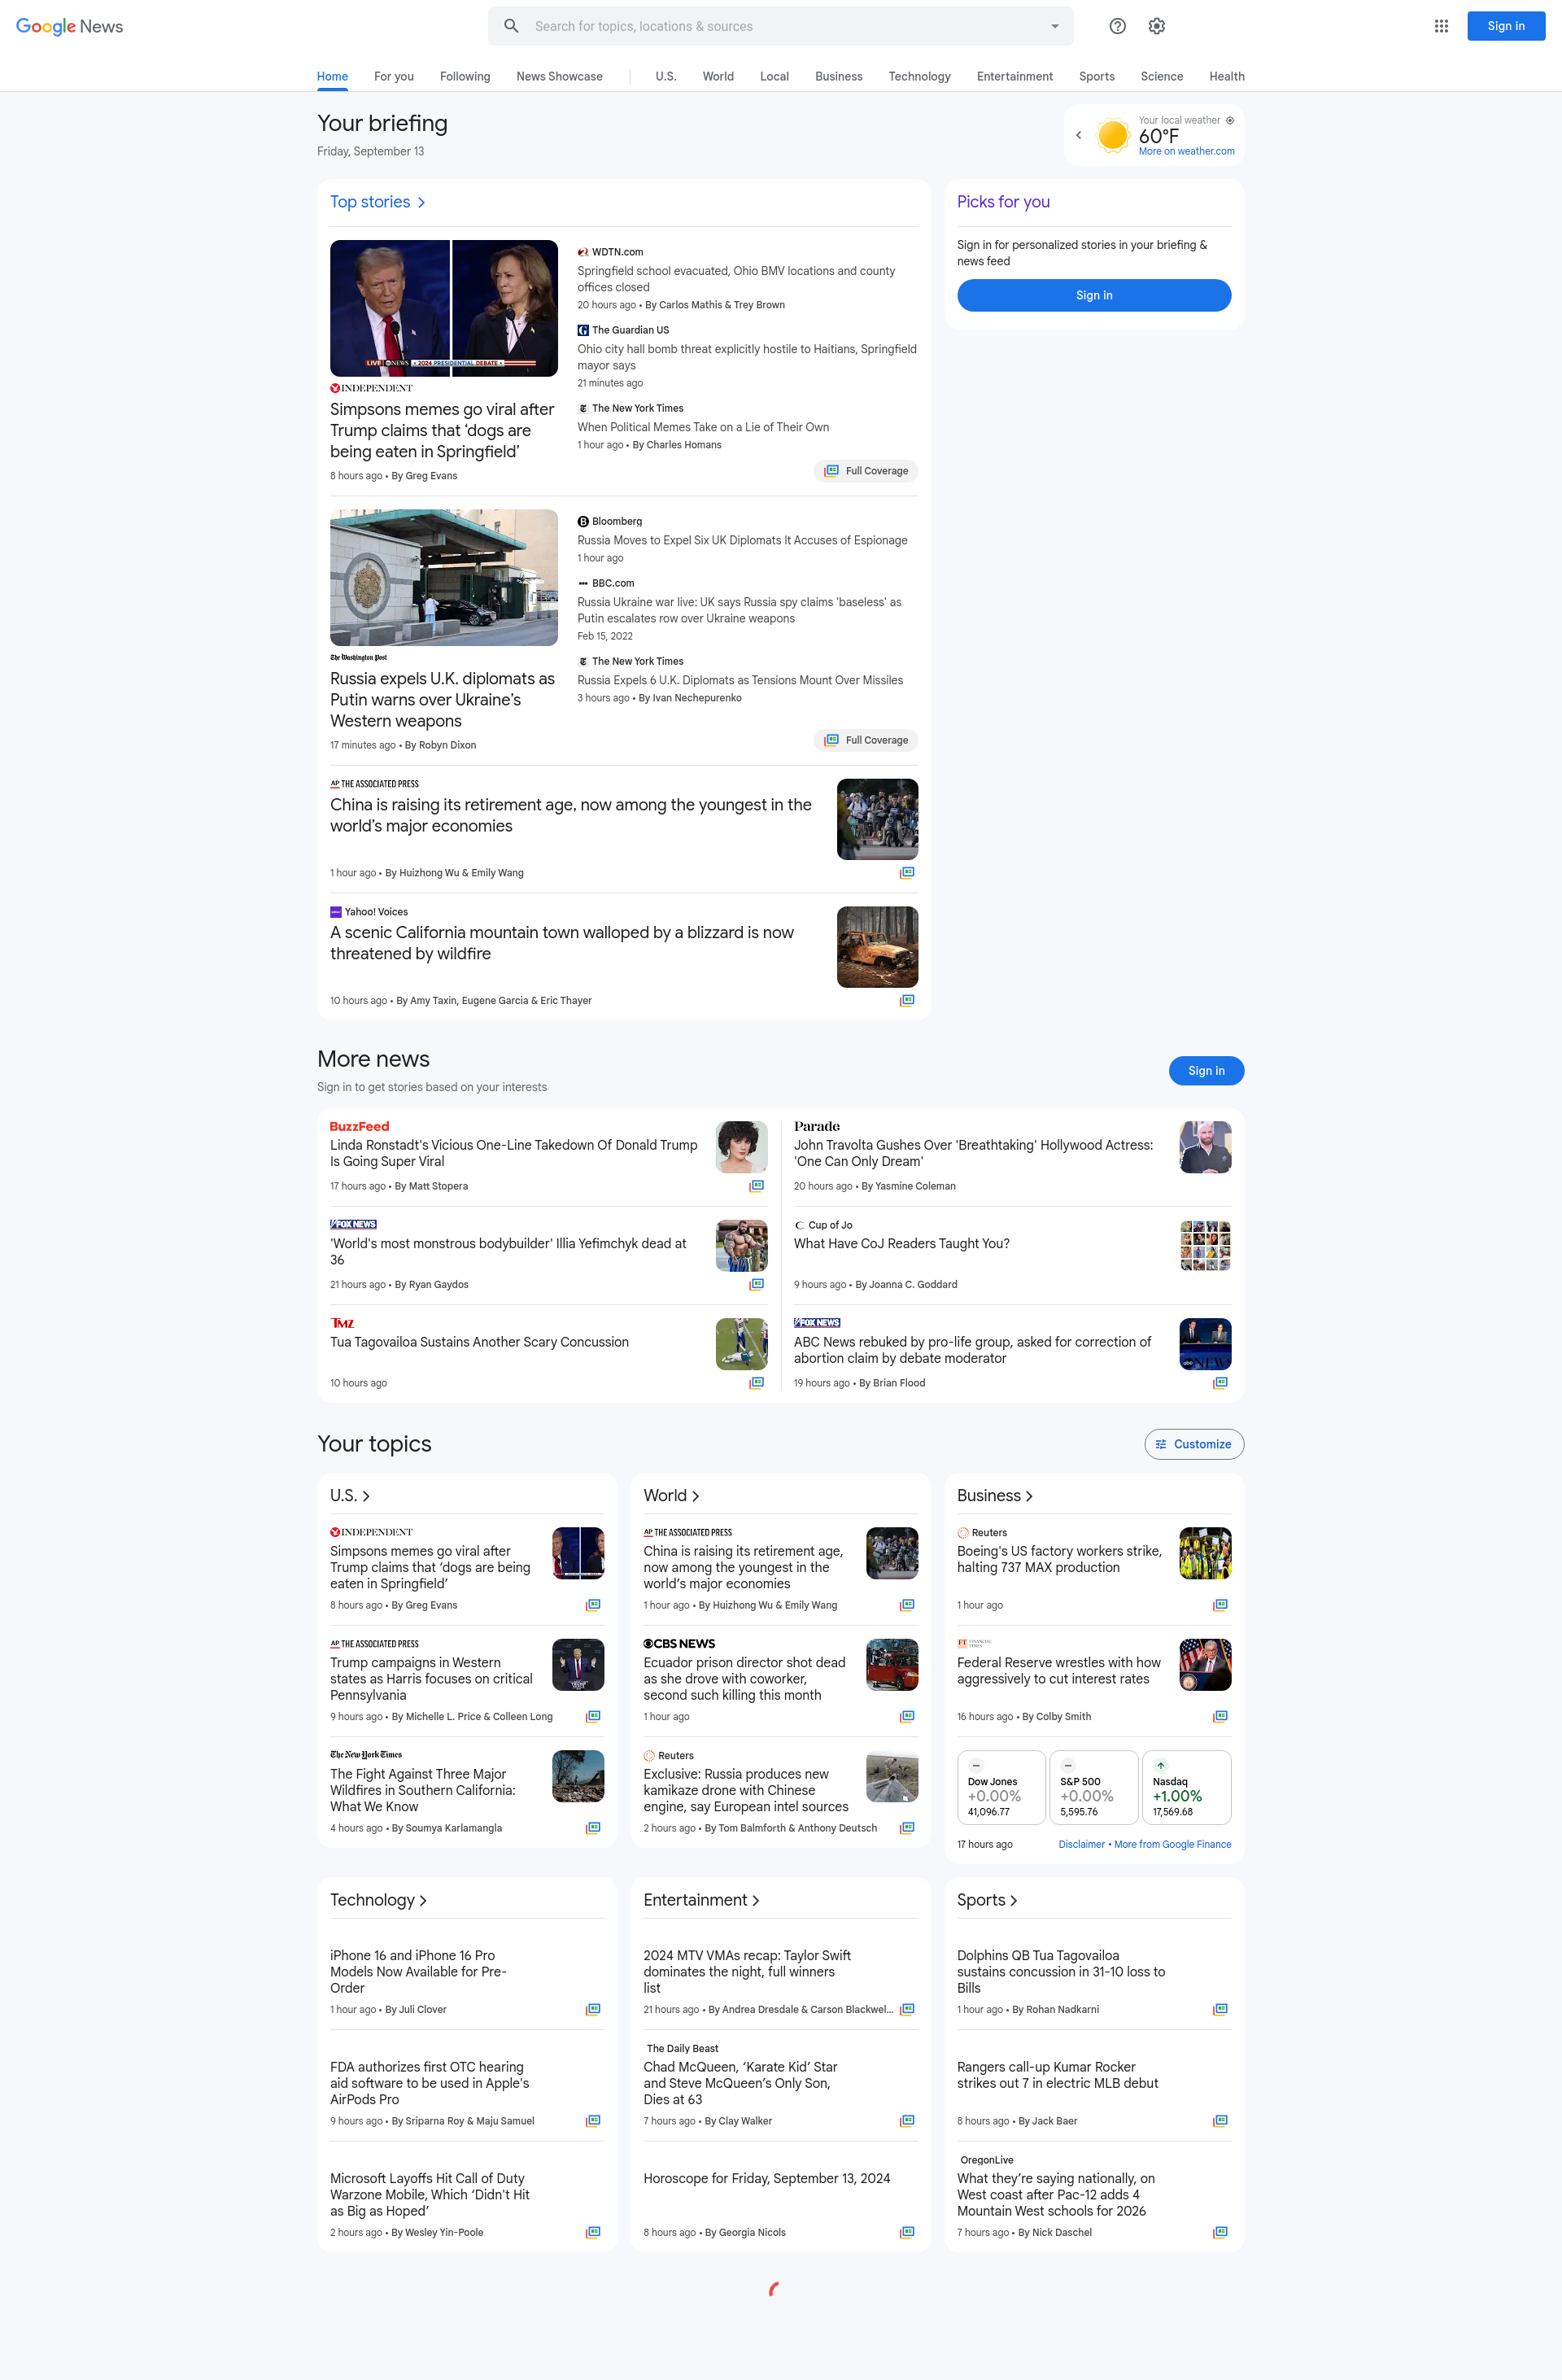 Google News
Search for topics, locations & sources
Sign in
Home
For you
Following
News Showcase
U.S.
World
Local
Business
Technology
Entertainment
Sports
Science
Health
Your briefing
Friday, September 13
Your local weather
60°F
More on weather.com
Top stories
LIVE abc NEWS • 2024 PRESIDENTIAL DEBATE •
INDEPENDENT
Simpsons memes go viral after
Trump claims that ‘dogs are
being eaten in Springfield’
8 hours ago • By Greg Evans
WDTN.com
Springfield school evacuated, Ohio BMV locations and county
offices closed
20 hours ago • By Carlos Mathis & Trey Brown
The Guardian US
Ohio city hall bomb threat explicitly hostile to Haitians, Springfield
mayor says
21 minutes ago
The New York Times
When Political Memes Take on a Lie of Their Own
1 hour ago • By Charles Homans
Full Coverage
The Washington Post
Russia expels U.K. diplomats as
Putin warns over Ukraine’s
Western weapons
17 minutes ago • By Robyn Dixon
Bloomberg
Russia Moves to Expel Six UK Diplomats It Accuses of Espionage
1 hour ago
BBC.com
Russia Ukraine war live: UK says Russia spy claims 'baseless' as
Putin escalates row over Ukraine weapons
Feb 15, 2022
The New York Times
Russia Expels 6 U.K. Diplomats as Tensions Mount Over Missiles
3 hours ago • By Ivan Nechepurenko
Full Coverage
AP THE ASSOCIATED PRESS
China is raising its retirement age, now among the youngest in the
world’s major economies
1 hour ago • By Huizhong Wu & Emily Wang
Yahoo! Voices
A scenic California mountain town walloped by a blizzard is now
threatened by wildfire
10 hours ago • By Amy Taxin, Eugene Garcia & Eric Thayer
Picks for you
Sign in for personalized stories in your briefing &
news feed
Sign in
More news
Sign in to get stories based on your interests
Sign in
BuzzFeed
Linda Ronstadt's Vicious One-Line Takedown Of Donald Trump
Is Going Super Viral
17 hours ago • By Matt Stopera
FOX NEWS
'World's most monstrous bodybuilder' Illia Yefimchyk dead at
36
21 hours ago • By Ryan Gaydos
TMZ
Tua Tagovailoa Sustains Another Scary Concussion
10 hours ago
Parade
John Travolta Gushes Over 'Breathtaking' Hollywood Actress:
'One Can Only Dream'
20 hours ago • By Yasmine Coleman
Cup of Jo
What Have CoJ Readers Taught You?
9 hours ago • By Joanna C. Goddard
FOX NEWS
ABC News rebuked by pro-life group, asked for correction of
abortion claim by debate moderator
19 hours ago • By Brian Flood
Your topics
Customize
U.S.
INDEPENDENT
Simpsons memes go viral after
Trump claims that ‘dogs are being
eaten in Springfield’
8 hours ago • By Greg Evans
AP THE ASSOCIATED PRESS
Trump campaigns in Western
states as Harris focuses on critical
Pennsylvania
9 hours ago • By Michelle L. Price & Colleen Long
The New York Times
The Fight Against Three Major
Wildfires in Southern California:
What We Know
4 hours ago • By Soumya Karlamangla
World
AP THE ASSOCIATED PRESS
China is raising its retirement age,
now among the youngest in the
world’s major economies
1 hour ago • By Huizhong Wu & Emily Wang
CBS NEWS
Ecuador prison director shot dead
as she drove with coworker,
second such killing this month
1 hour ago
Reuters
Exclusive: Russia produces new
kamikaze drone with Chinese
engine, say European intel sources
2 hours ago • By Tom Balmforth & Anthony Deutsch
Business
Reuters
Boeing's US factory workers strike,
halting 737 MAX production
1 hour ago
FT FINANCIAL TIMES
Federal Reserve wrestles with how
aggressively to cut interest rates
16 hours ago • By Colby Smith
Dow Jones
+0.00%
41,096.77
S&P 500
+0.00%
5,595.76
Nasdaq
+1.00%
17,569.68
17 hours ago
Disclaimer • More from Google Finance
Technology
iPhone 16 and iPhone 16 Pro
Models Now Available for Pre-
Order
1 hour ago • By Juli Clover
FDA authorizes first OTC hearing
aid software to be used in Apple's
AirPods Pro
9 hours ago • By Sriparna Roy & Maju Samuel
Microsoft Layoffs Hit Call of Duty
Warzone Mobile, Which ‘Didn't Hit
as Big as Hoped’
2 hours ago • By Wesley Yin-Poole
Entertainment
2024 MTV VMAs recap: Taylor Swift
dominates the night, full winners
list
21 hours ago • By Andrea Dresdale & Carson Blackwel...
The Daily Beast
Chad McQueen, ‘Karate Kid’ Star
and Steve McQueen’s Only Son,
Dies at 63
7 hours ago • By Clay Walker
Horoscope for Friday, September 13, 2024
8 hours ago • By Georgia Nicols
Sports
Dolphins QB Tua Tagovailoa
sustains concussion in 31-10 loss to
Bills
1 hour ago • By Rohan Nadkarni
Rangers call-up Kumar Rocker
strikes out 7 in electric MLB debut
8 hours ago • By Jack Baer
OregonLive
What they’re saying nationally, on
West coast after Pac-12 adds 4
Mountain West schools for 2026
7 hours ago • By Nick Daschel